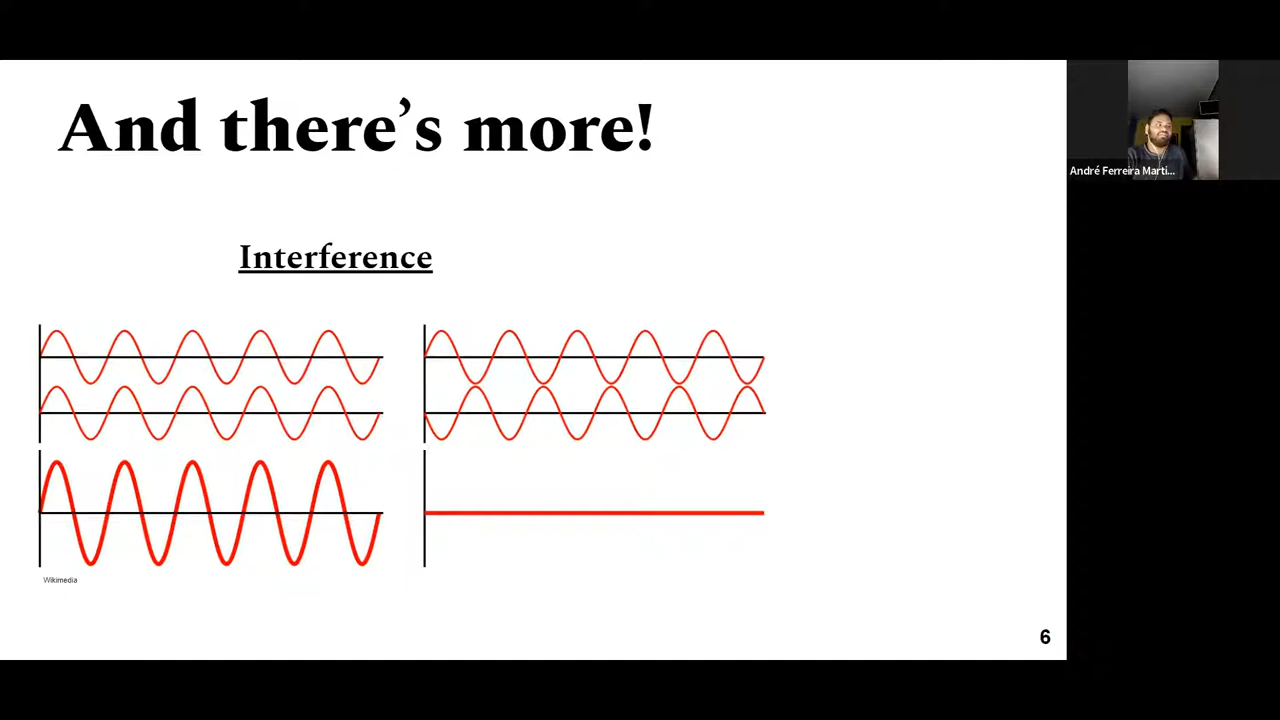 And there’s more!
André Ferreira Marti...
Interference
Wikimedia
6